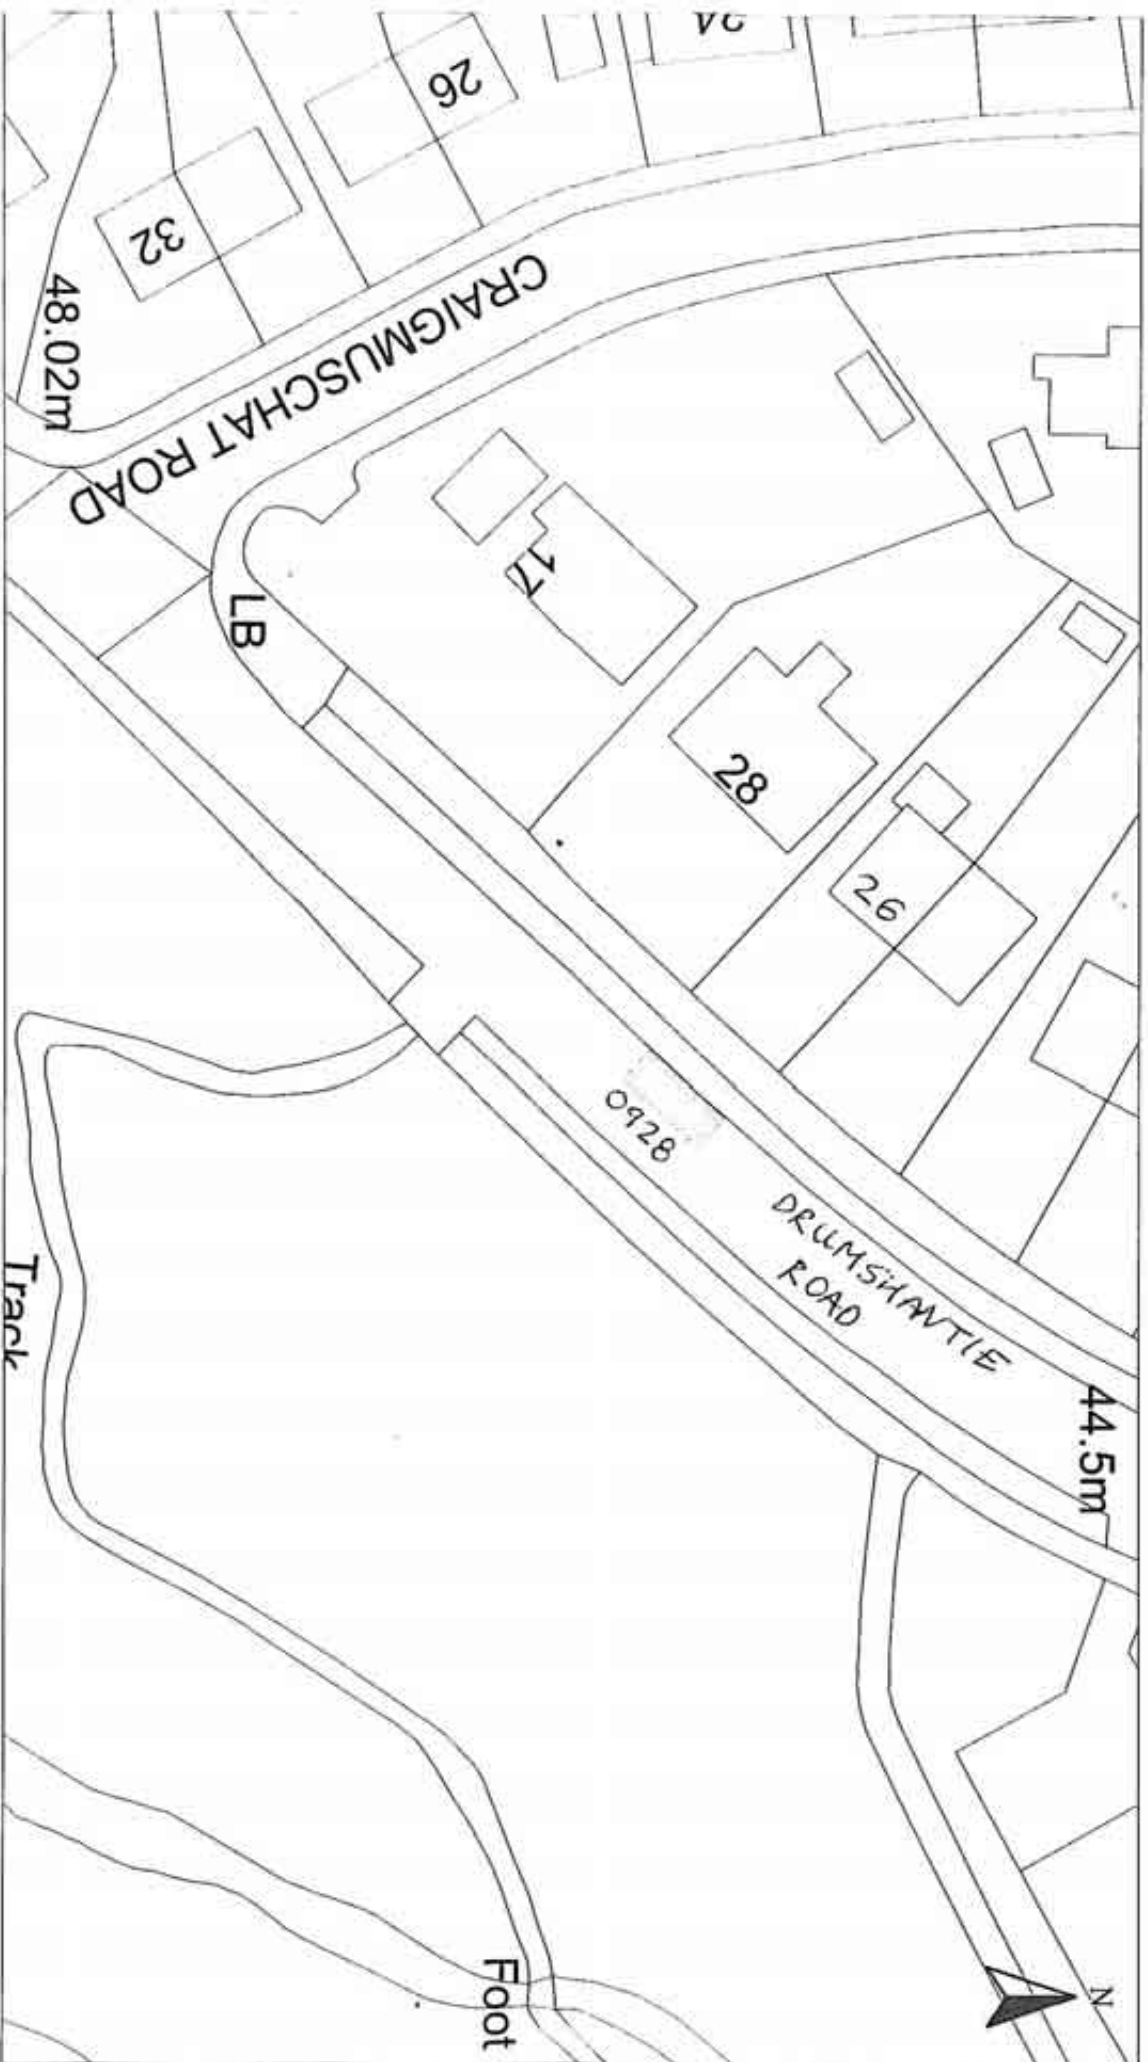 26
32
48.02m
CRAIGMUSCHAT ROAD
17
LB
28
26
0928
DRUMSHANTIE
ROAD
44.5m
Track
Foot
N